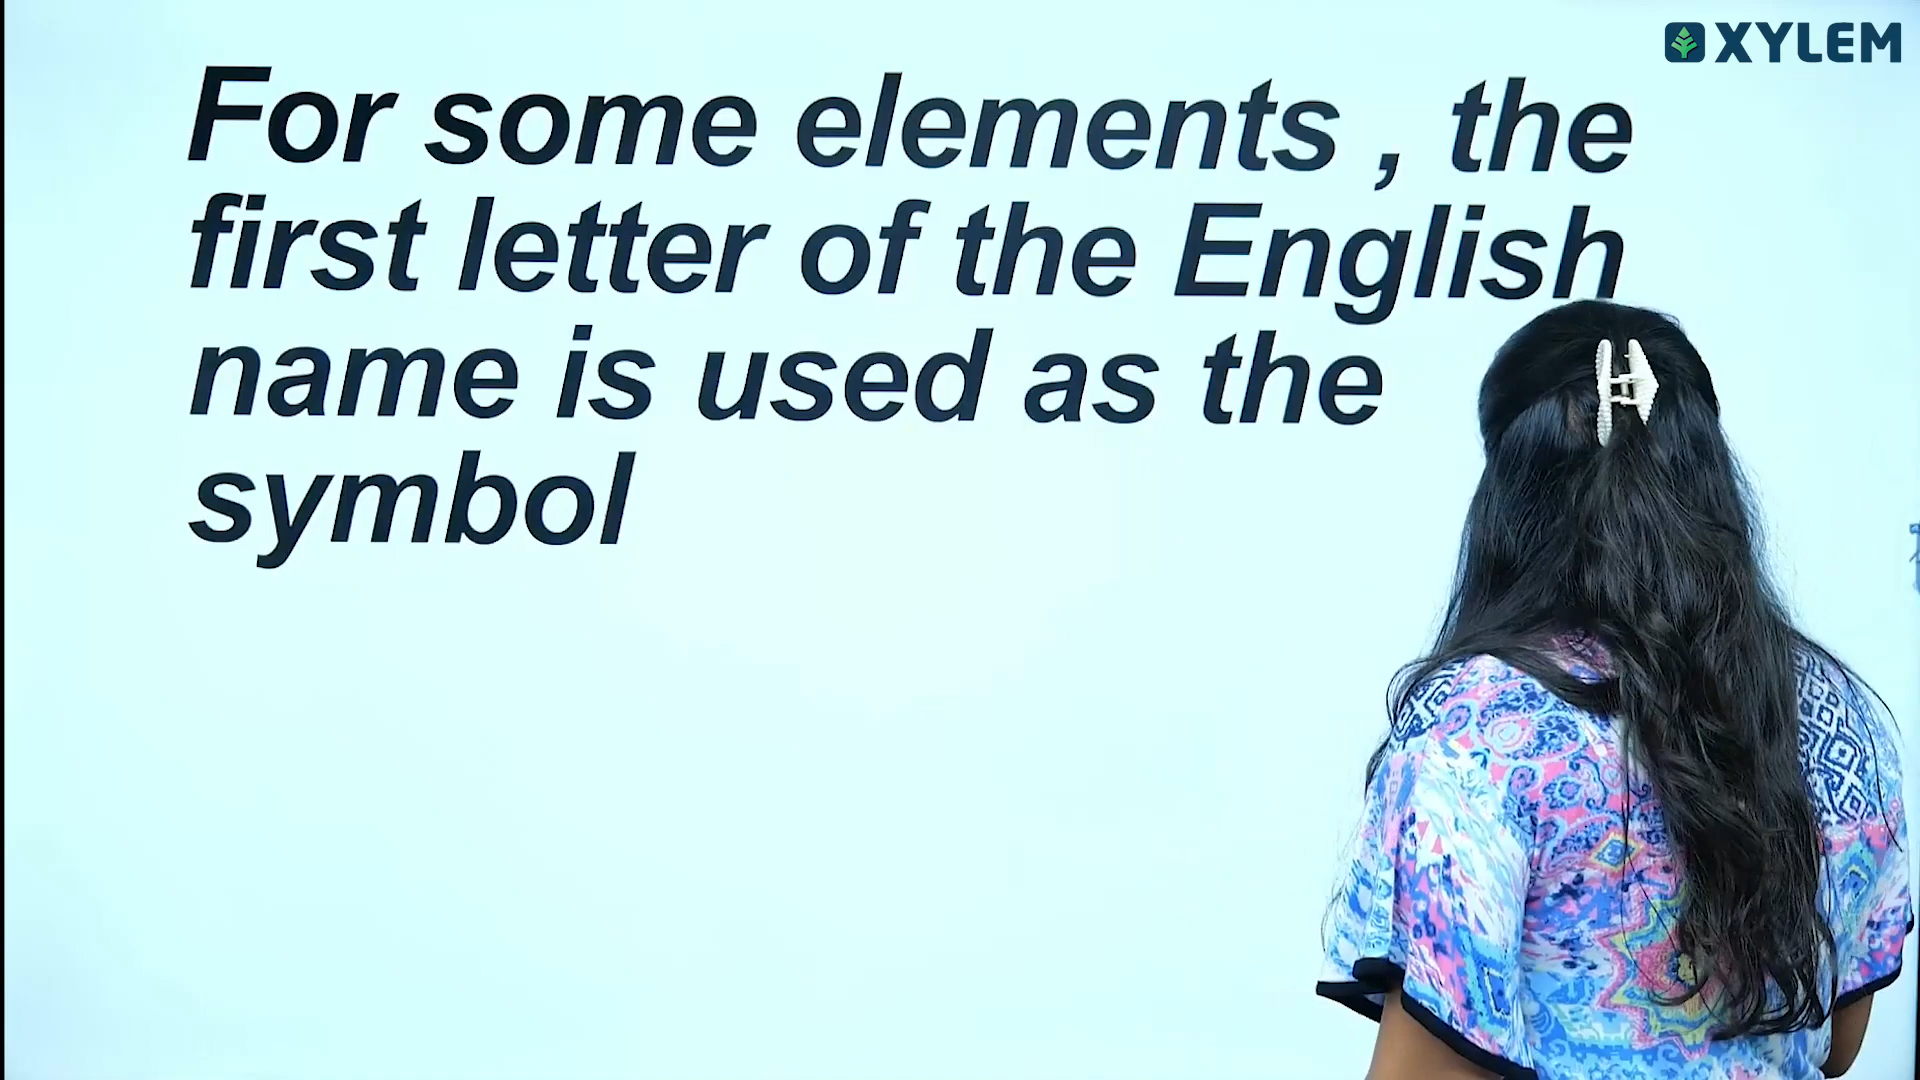 XYLEM
For some elements , the
first letter of the English
name is used as the
symbol